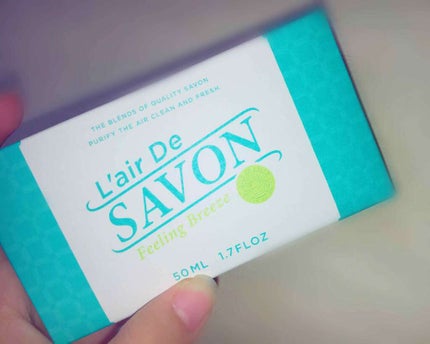 THE BLENDS OF QUALITY SAVON
PURIFY THE AIR CLEAN AND FRESH
L'air De
SAVON
Feeling Breeze
50ML 1.7FLOZ